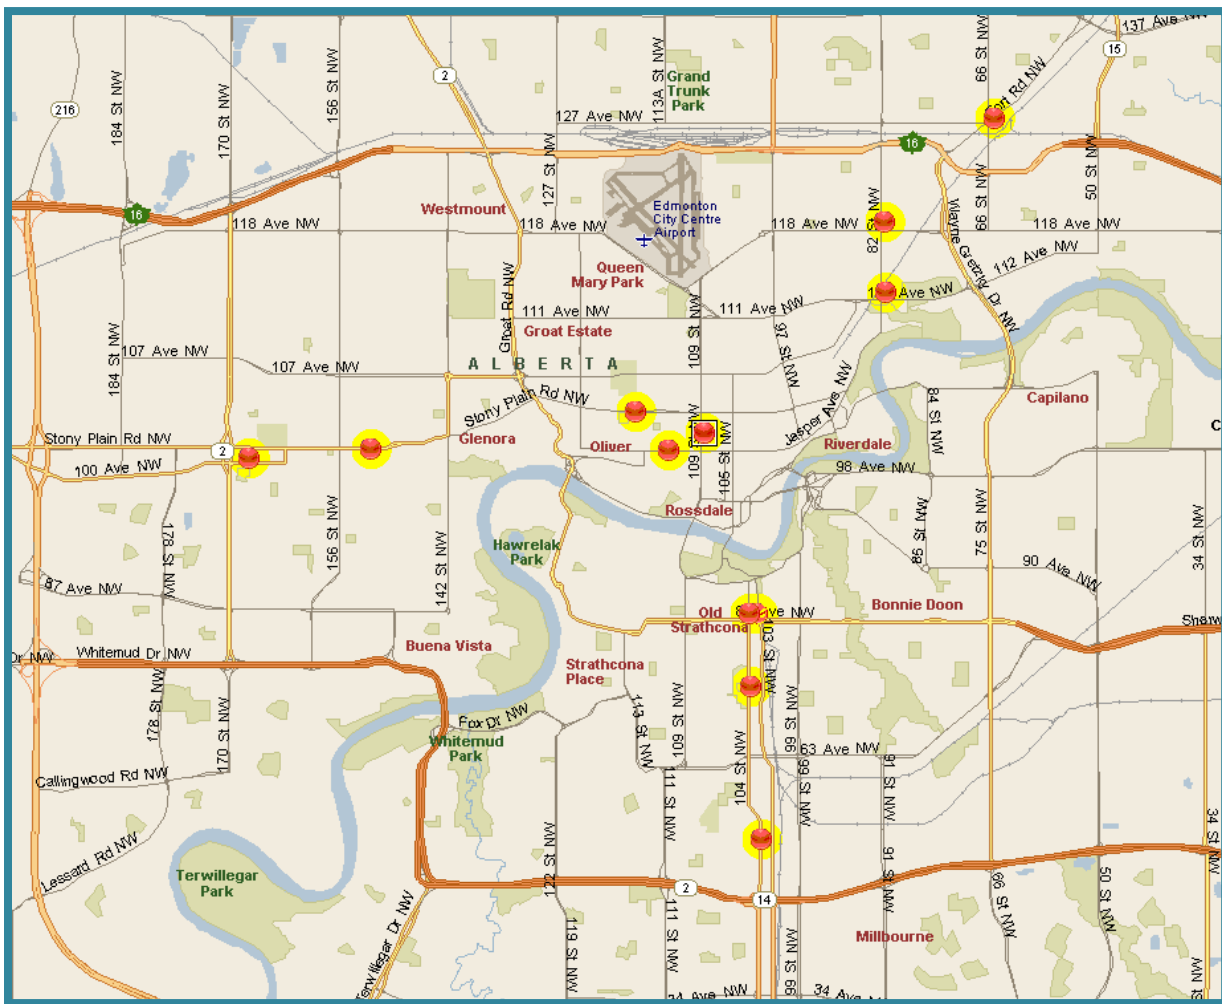 137 Ave NW
15
66 St NW
2
Grand
Trunk
Park
113A St NW
156 St NW
170 St NW
184 St NW
216
Fort Rd NW
127 Ave NW
127 St NW
16
50 St NW
66 St NW
16
Westmount
Edmonton
City Centre
Airport
82 St NW
Wayne Gretzky Dr NW
118 Ave NW
118 Ave NW
118 Ave NW
112 Ave NW
Queen
Mary Park
Ave NW
111 Ave NW
111 Ave NW
Groat Rd NW
Groat Estate
109 St NW
97 St NW
184 St NW
107 Ave NW
107 Ave NW
ALBERTA
Stony Plain Rd NW
Jasper Ave NW
84 St NW
Capilano
Stony Plain Rd NW
2
Glenora
Oliver
109 St NW
105 St NW
Riverdale
C
100 Ave NW
98 Ave NW
Rossdale
156 St NW
178 St NW
142 St NW
Hawrelak
Park
86 St NW
75 St NW
34 St NW
87 Ave NW
90 Ave NW
Old
Strathcona
Ave NW
103 St NW
Bonnie Doon
Sherw
Buena Vista
Dr NW
Whitemud Dr NW
Strathcona
Place
178 St NW
170 St NW
Fox Dr NW
Whitemud
Park
113 St NW
109 St NW
99 St NW
63 Ave NW
Callingwood Rd NW
104 St NW
111 St NW
99 St NW
91 St NW
34 St NW
Lessard Rd NW
Terwillegar
Park
122 St NW
2
14
91 St NW
66 St NW
50 St NW
Terwillegar Dr NW
119 St NW
111 St NW
Millbourne
99 St NW
34 Ave NW
34 Ave NW
34 St NW